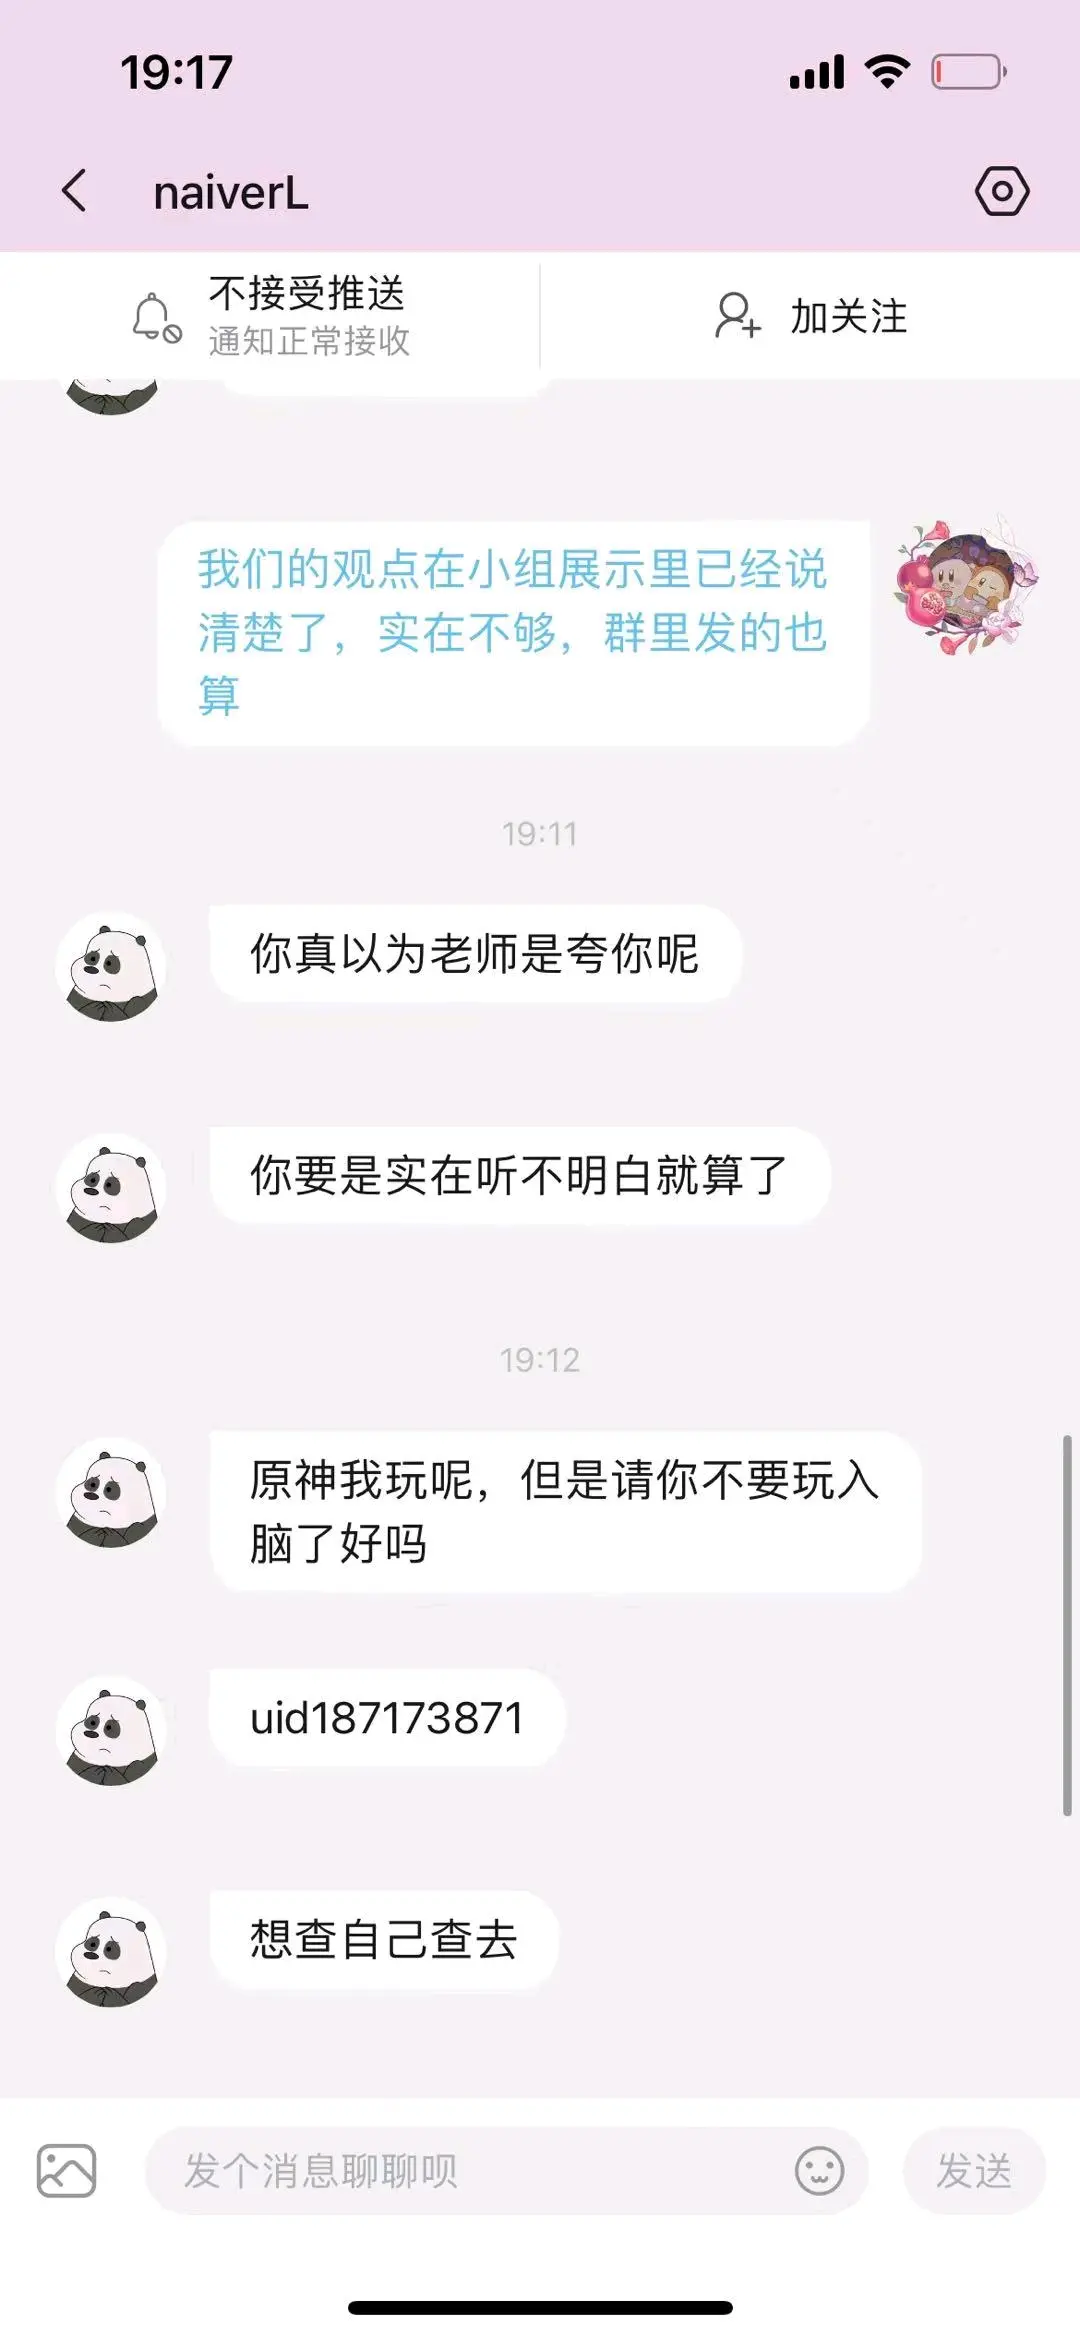 19:17
naiverL
不接受推送
通知正常接收
加关注
我们的观点在小组展示里已经说
清楚了，实在不够，群里发的也
算
19:11
你真以为老师是夸你呢
你要是实在听不明白就算了
19:12
原神我玩呢，但是请你不要玩入
脑了好吗
uid187173871
想查自己查去
发个消息聊聊呗
发送